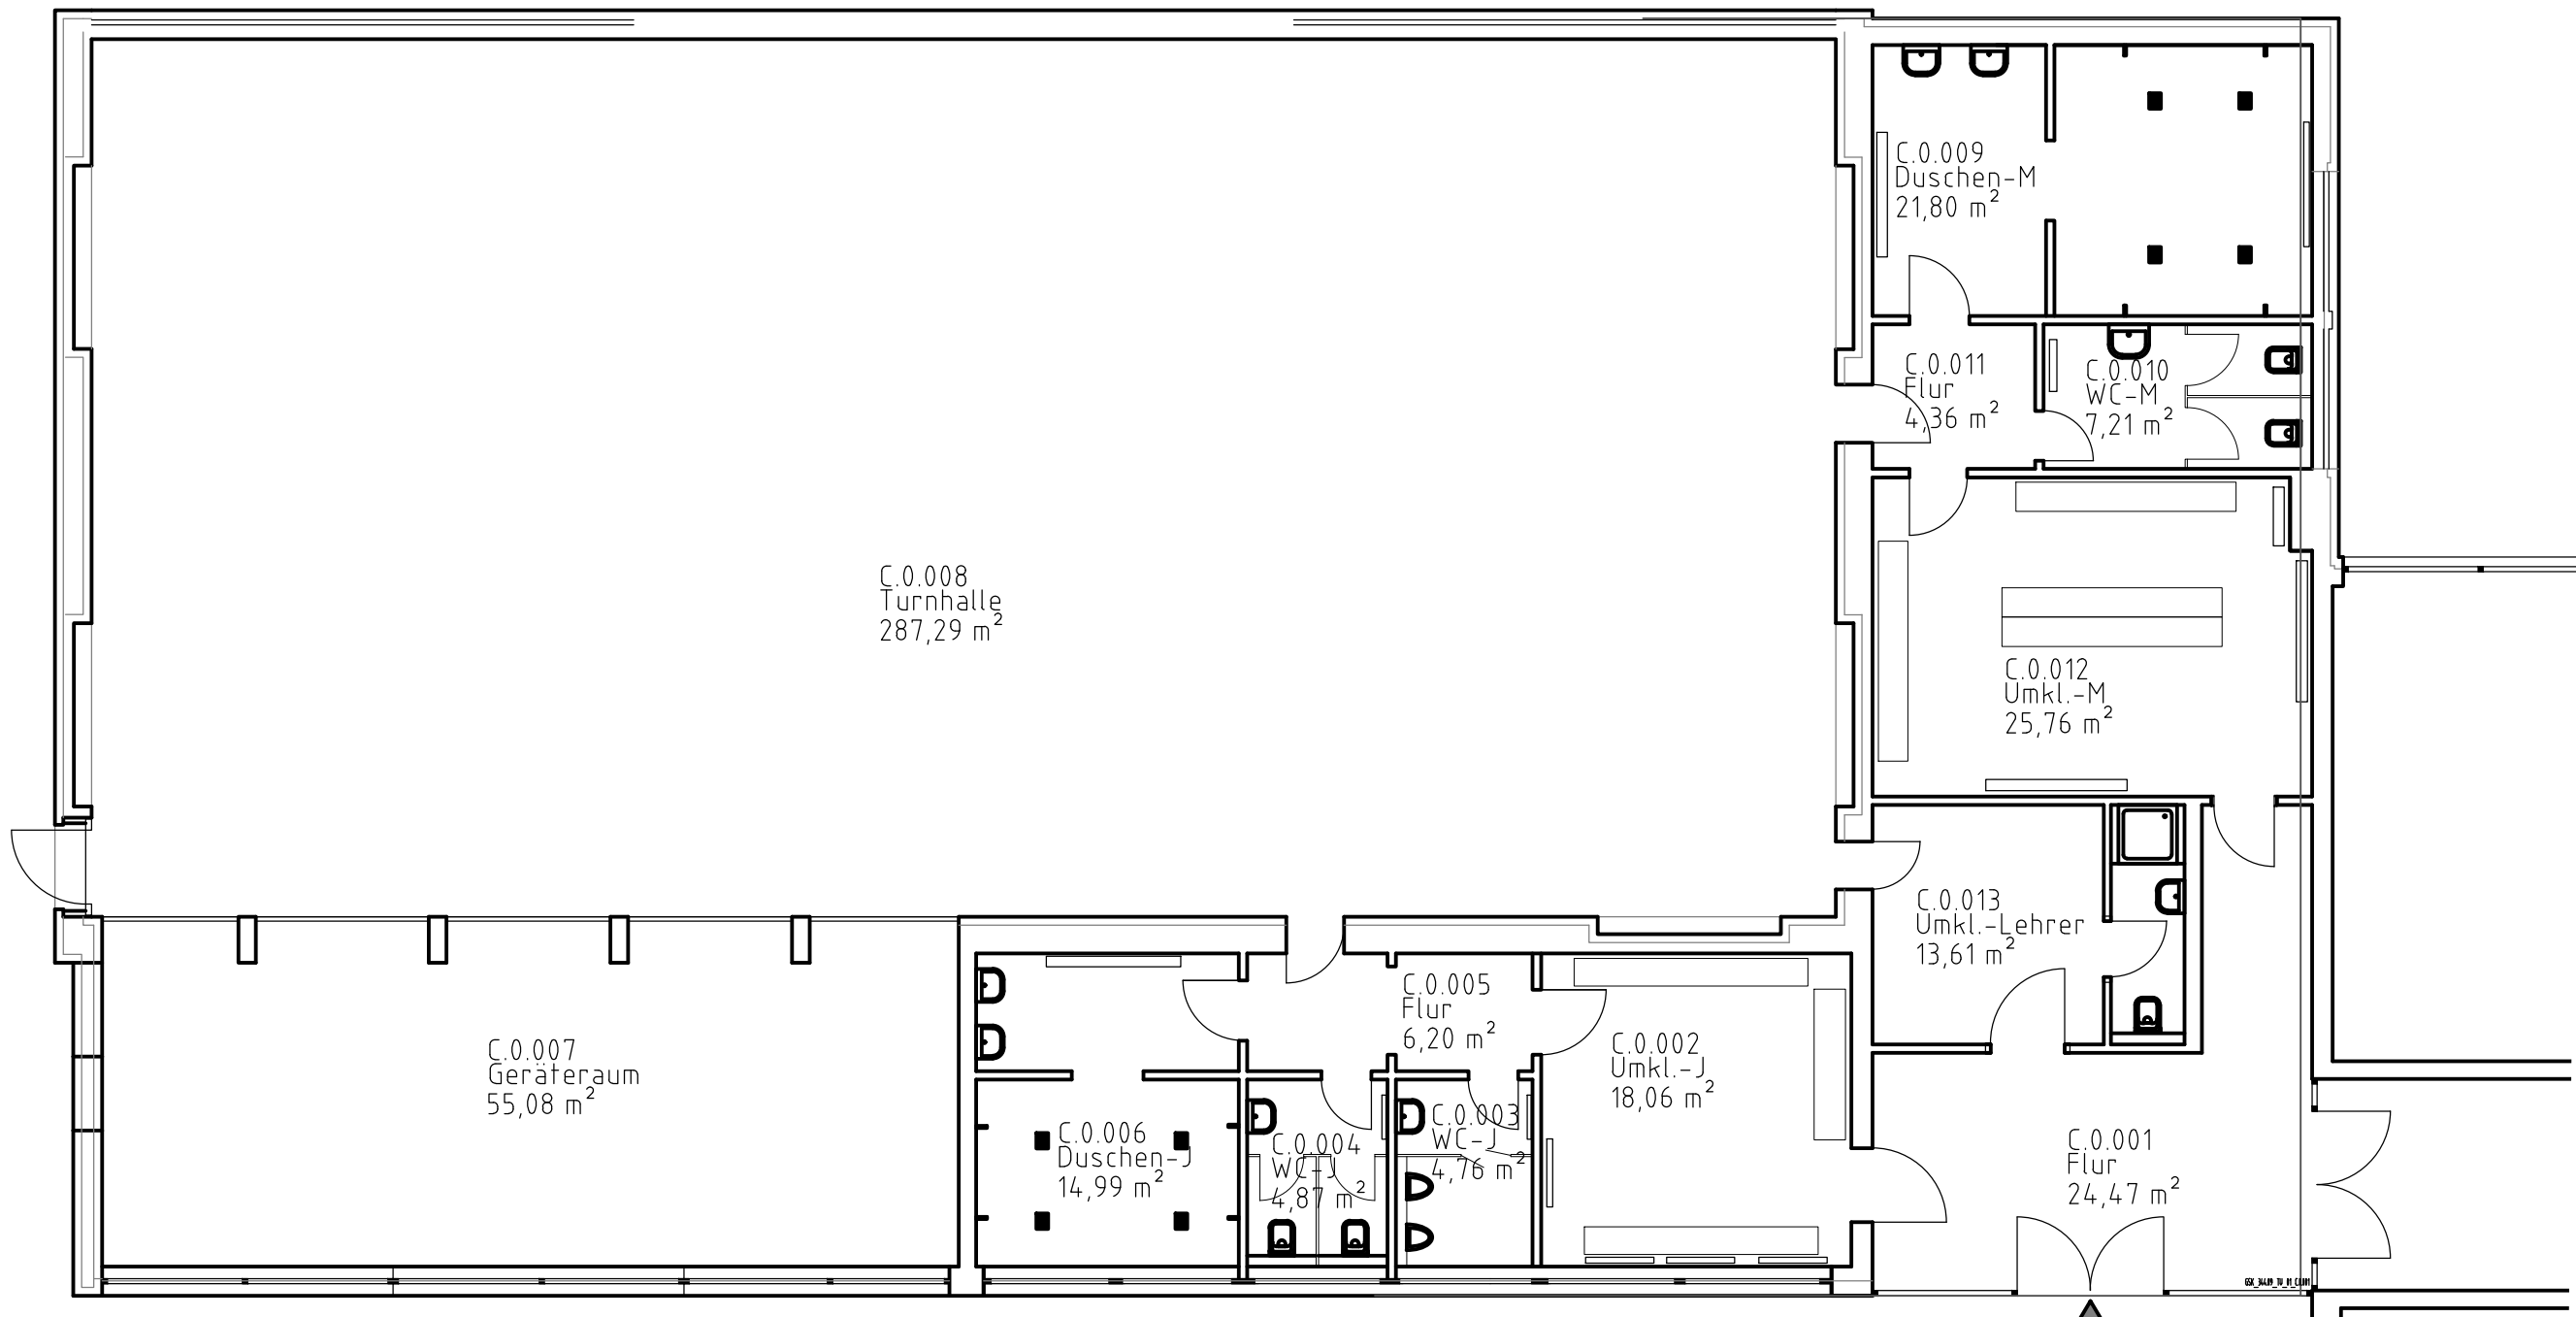 C.0.009
Duschen-M
21,80 m²
C.0.011
Flur
4,36 m²
C.0.010
WC-M
7,21 m²
C.0.008
Turnhalle
287,29 m²
C.0.012
Umkl.-M
25,76 m²
C.0.013
Umkl.-Lehrer
13,61 m²
C.0.005
Flur
6,20 m²
C.0.007
Geräteraum
55,08 m²
C.0.002
Umkl.-J
18,06 m²
C.0.006
Duschen-J
14,99 m²
C.0.004
WC-J
4,87 m²
C.0.003
WC-J
4,76 m²
C.0.001
Flur
24,47 m²